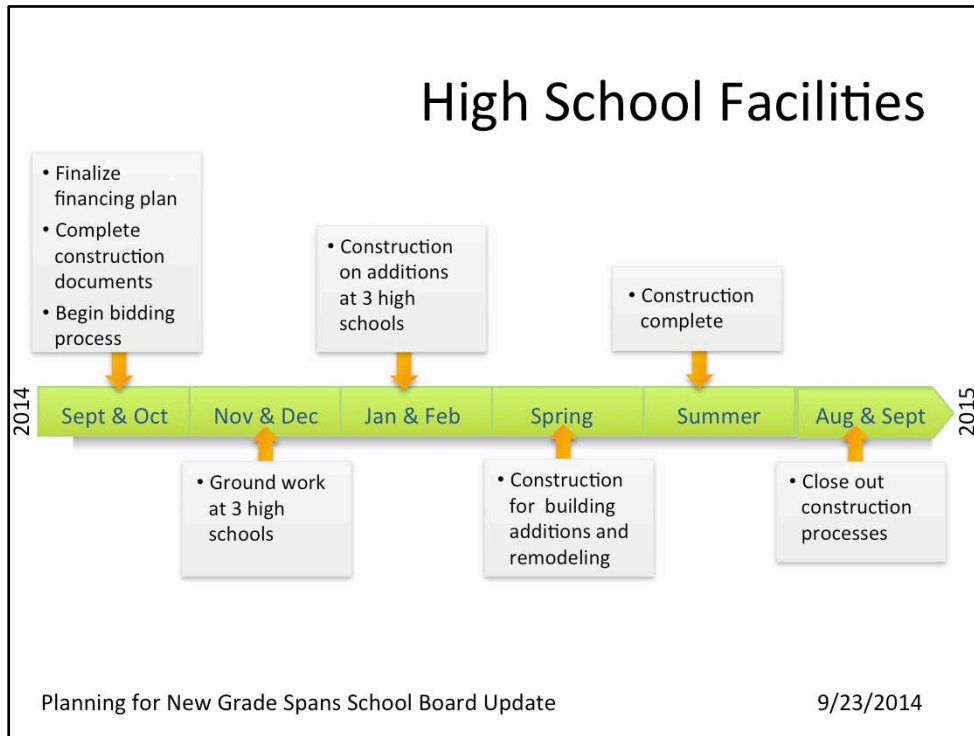 High School Facilities
• Finalize
financing plan
• Complete
construction
documents
• Begin bidding
process
• Construction
on additions
at 3 high
schools
• Construction
complete
2014
Sept & Oct
Nov & Dec
Jan & Feb
Spring
Summer
Aug & Sept
2015
• Ground work
at 3 high
schools
• Construction
for building
additions and
remodeling
• Close out
construction
processes
Planning for New Grade Spans School Board Update
9/23/2014